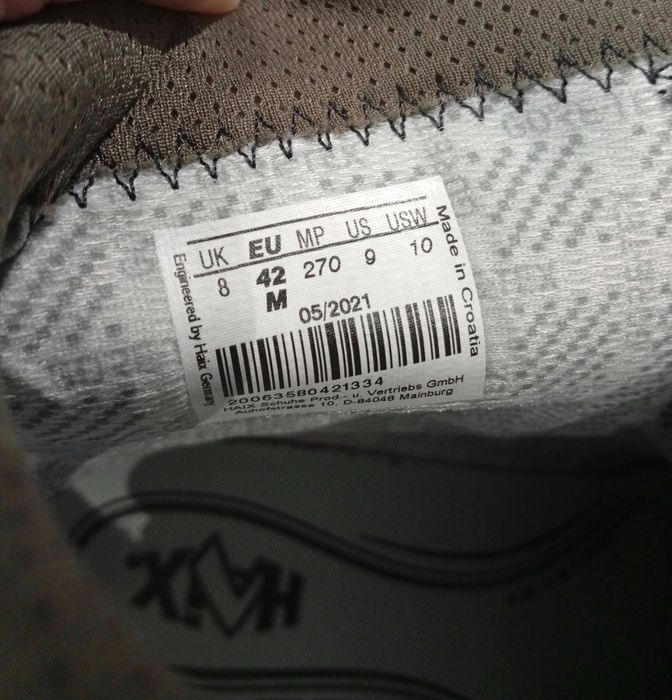 UK EU MP US USW
8 42 270 9 10
M
05/2021
Engineered by Haix Germany
Made in Croatia
20063580421334
HAIX Schuhe Prod.- u. Vertriebs GmbH
Auhofstrasse 10, D-84048 Mainburg
HAIX